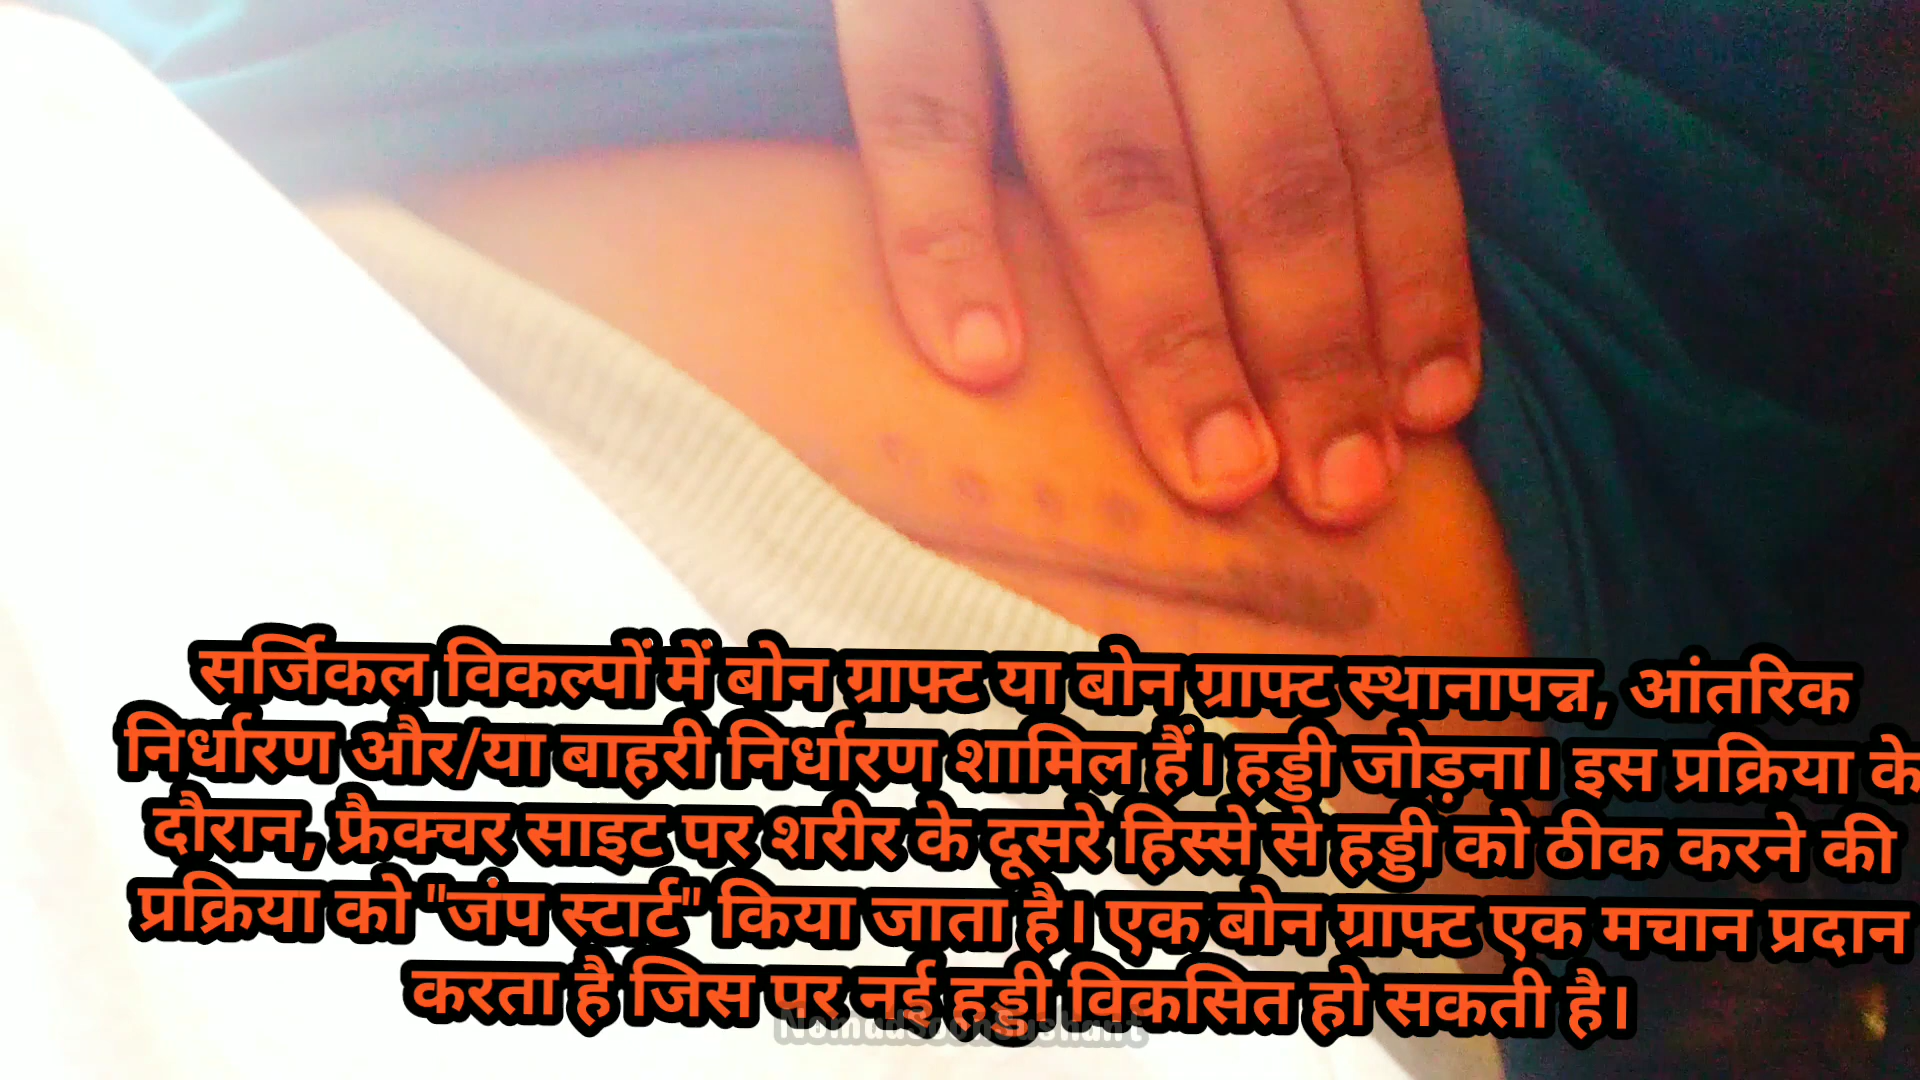 सर्जिकल विकल्पों में बोन ग्राफ्ट या बोन ग्राफ्ट स्थानापन्न, आंतरिक
निर्धारण और/या बाहरी निर्धारण शामिल हैं। हड्डी जोड़ना। इस प्रक्रिया के
दौरान, फ्रैक्चर साइट पर शरीर के दूसरे हिस्से से हड्डी को ठीक करने की
प्रक्रिया को "जंप स्टार्ट" किया जाता है। एक बोन ग्राफ्ट एक मचान प्रदान
करता है जिस पर नई हड्डी विकसित हो सकती है।
NomadSoonSushant